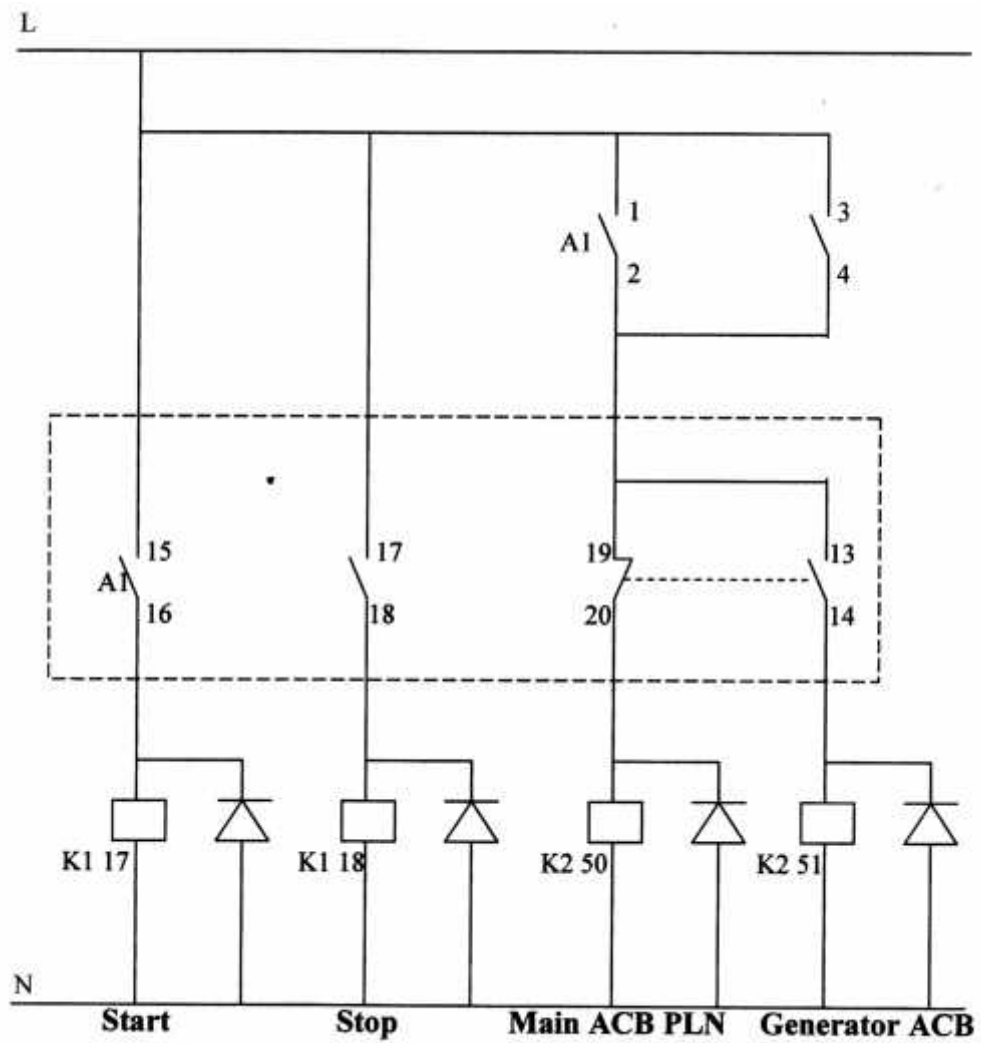 L
1 3
A1
2 4
15 17 19 13
A1
16 18 20 14
K1 17 K1 18 K2 50 K2 51
N
Start Stop Main ACB PLN Generator ACB